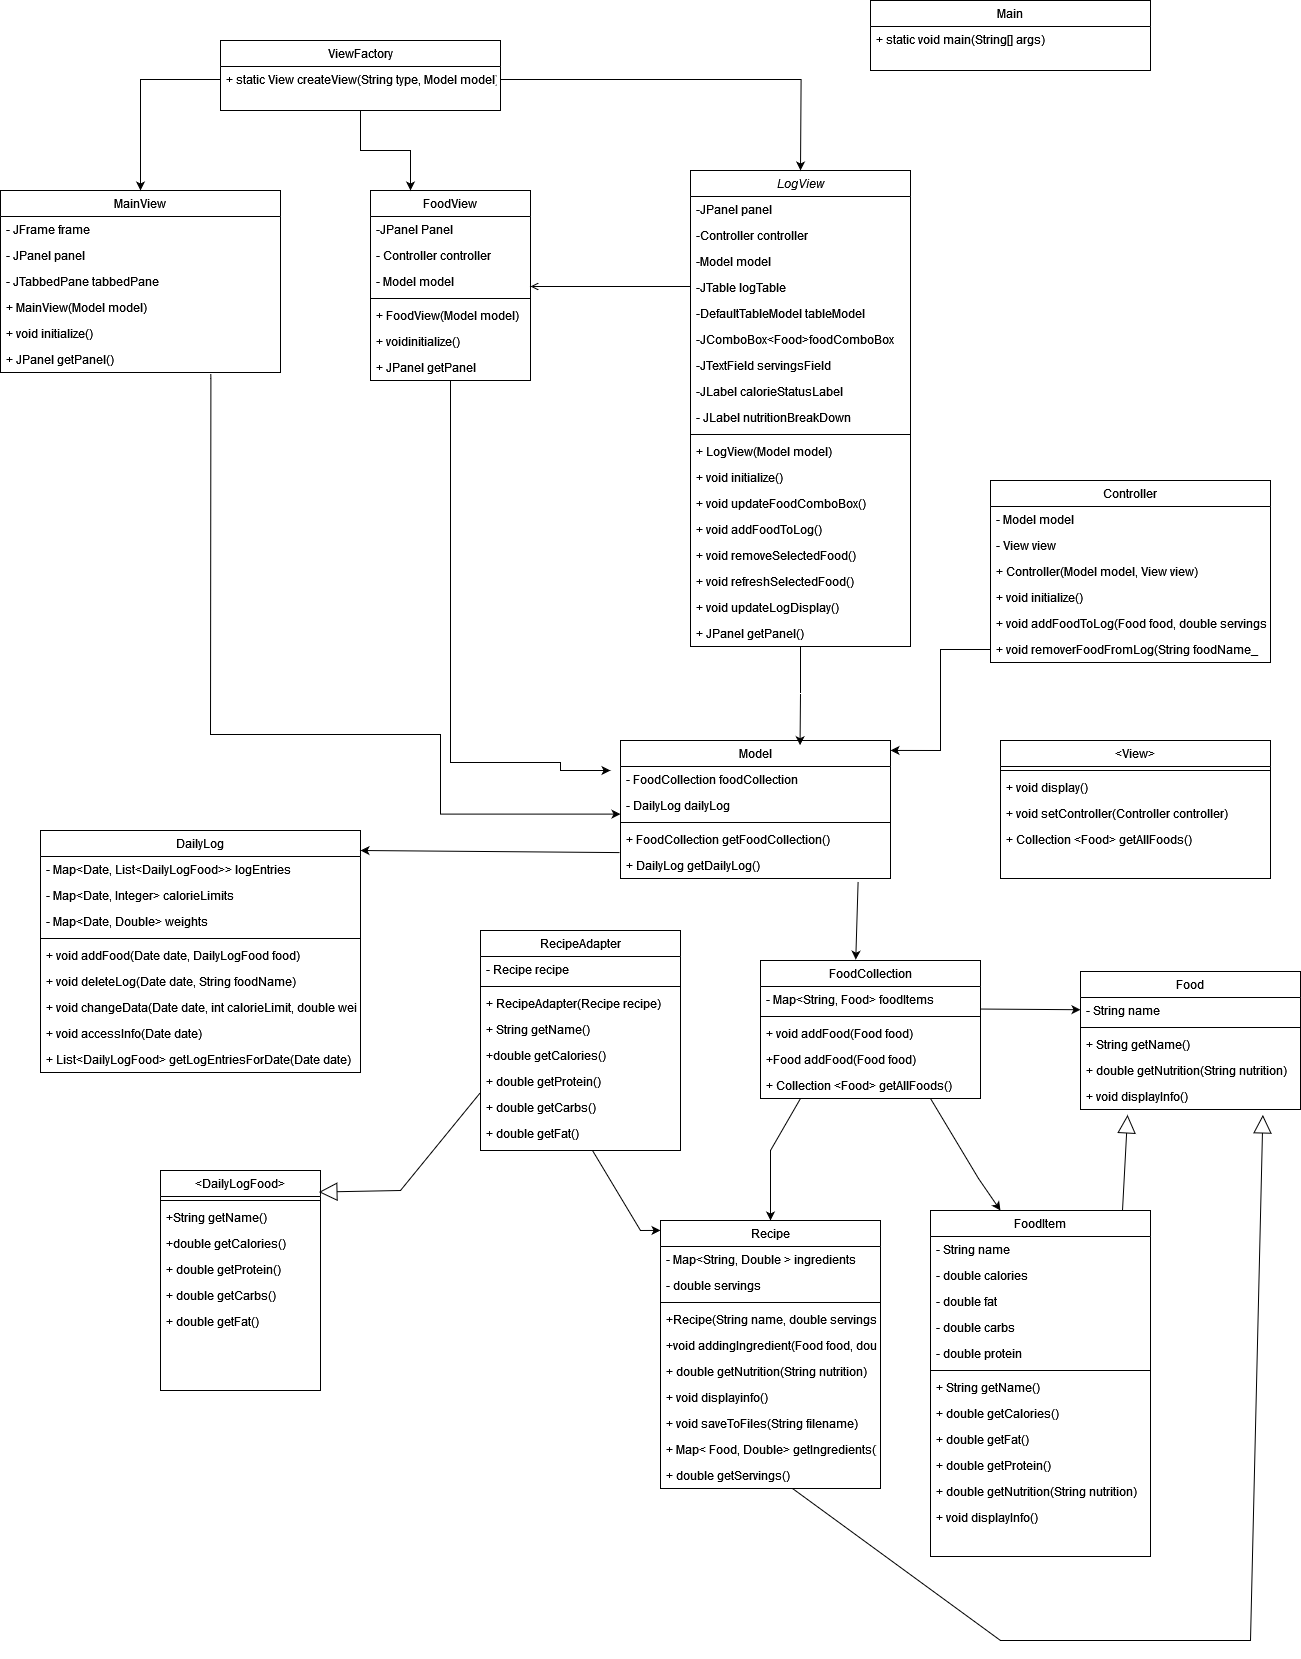 Main
+ static void main(String[] args)
ViewFactory
+ static View createView(String type, Model model)
MainView
- JFrame frame
- JPanel panel
- JTabbedPane tabbedPane
+ MainView(Model model)
+ void initialize()
+ JPanel getPanel()
FoodView
-JPanel Panel
- Controller controller
- Model model
+ FoodView(Model model)
+ voidinitialize()
+ JPanel getPanel
LogView
-JPanel panel
-Controller controller
-Model model
-JTable logTable
-DefaultTableModel tableModel
-JComboBox<Food>foodComboBox
-JTextField servingsField
-JLabel calorieStatusLabel
- JLabel nutritionBreakDown
+ LogView(Model model)
+ void initialize()
+ void updateFoodComboBox()
+ void addFoodToLog()
+ void removeSelectedFood()
+ void refreshSelectedFood()
+ void updateLogDisplay()
+ JPanel getPanel()
Controller
- Model model
- View view
+ Controller(Model model, View view)
+ void initialize()
+ void addFoodToLog(Food food, double servings
+ void removerFoodFromLog(String foodName_
Model
- FoodCollection foodCollection
- DailyLog dailyLog
+ FoodCollection getFoodCollection()
+ DailyLog getDailyLog()
<View>
+ void display()
+ void setController(Controller controller)
+ Collection <Food> getAllFoods()
DailyLog
- Map<Date, List<DailyLogFood>> logEntries
- Map<Date, Integer> calorieLimits
- Map<Date, Double> weights
+ void addFood(Date date, DailyLogFood food)
+ void deleteLog(Date date, String foodName)
+ void changeData(Date date, int calorieLimit, double wei
+ void accessInfo(Date date)
+ List<DailyLogFood> getLogEntriesForDate(Date date)
RecipeAdapter
- Recipe recipe
+ RecipeAdapter(Recipe recipe)
+ String getName()
+double getCalories()
+ double getProtein()
+ double getCarbs()
+ double getFat()
FoodCollection
- Map<String, Food> foodItems
+ void addFood(Food food)
+Food addFood(Food food)
+ Collection <Food> getAllFoods()
Food
- String name
+ String getName()
+ double getNutrition(String nutrition)
+ void displayInfo()
<DailyLogFood>
+String getName()
+double getCalories()
+ double getProtein()
+ double getCarbs()
+ double getFat()
Recipe
- Map<String, Double > ingredients
- double servings
+Recipe(String name, double servings
+void addingIngredient(Food food, dou
+ double getNutrition(String nutrition)
+ void displayinfo()
+ void saveToFiles(String filename)
+ Map< Food, Double> getIngredients(
+ double getServings()
FoodItem
- String name
- double calories
- double fat
- double carbs
- double protein
+ String getName()
+ double getCalories()
+ double getFat()
+ double getProtein()
+ double getNutrition(String nutrition)
+ void displayInfo()